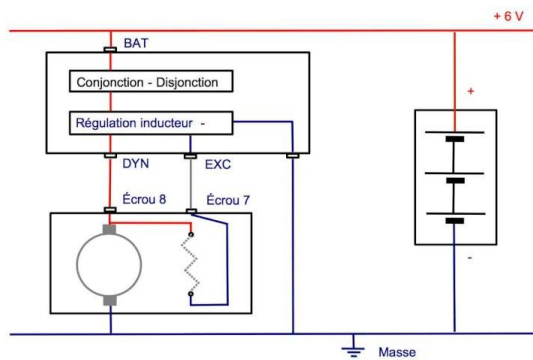 + 6 V
BAT
Conjonction - Disjonction
+
Régulation inducteur -
DYN
EXC
Écrou 8
Écrou 7
-
Masse